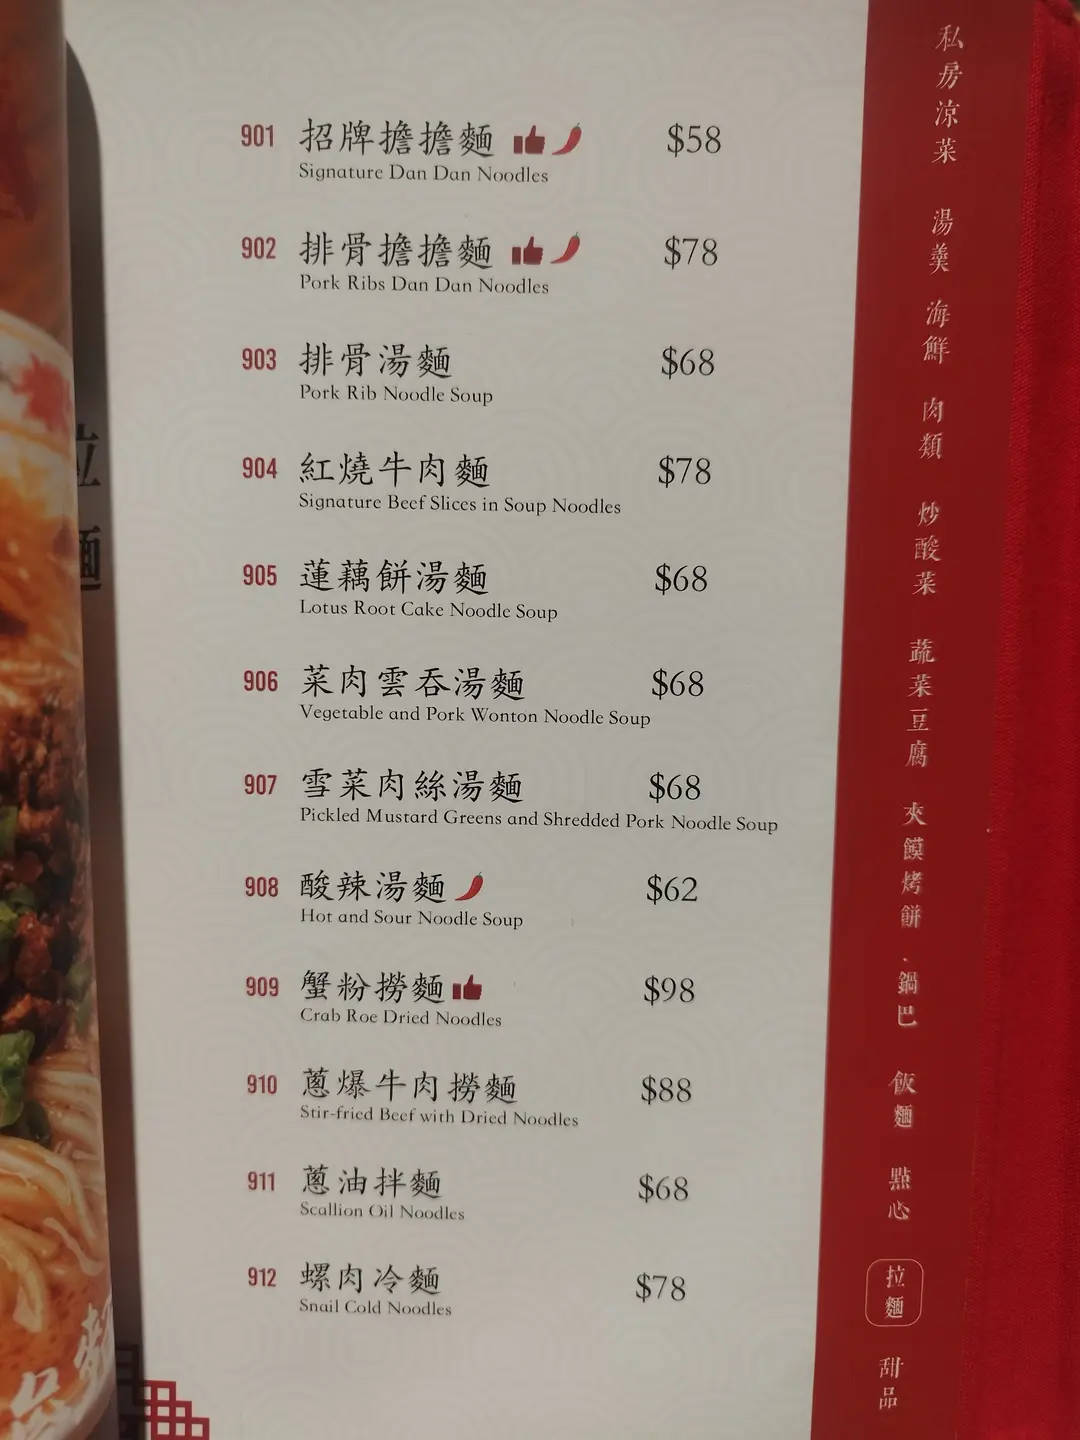 901 招牌擔擔麵 $58
Signature Dan Dan Noodles
902 排骨擔擔麵 $78
Pork Ribs Dan Dan Noodles
903 排骨湯麵 $68
Pork Rib Noodle Soup
904 紅燒牛肉麵 $78
Signature Beef Slices in Soup Noodles
905 蓮藕餅湯麵 $68
Lotus Root Cake Noodle Soup
906 菜肉雲吞湯麵 $68
Vegetable and Pork Wonton Noodle Soup
907 雪菜肉絲湯麵 $68
Pickled Mustard Greens and Shredded Pork Noodle Soup
908 酸辣湯麵 $62
Hot and Sour Noodle Soup
909 蟹粉撈麵 $98
Crab Roe Dried Noodles
910 蔥爆牛肉撈麵 $88
Stir-fried Beef with Dried Noodles
911 蔥油拌麵 $68
Scallion Oil Noodles
912 螺肉冷麵 $78
Snail Cold Noodles
私房涼菜
湯羹
海鮮
肉類
炒酸菜
蔬菜豆腐
夾饃烤餅·鍋巴
飯麵
點心
拉麵
甜品